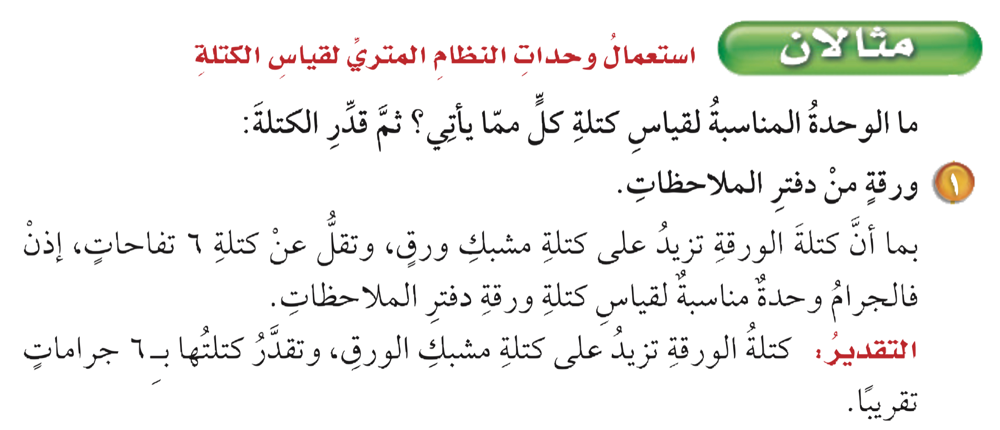 مثالان استعمالُ وحداتِ النظامِ المتريِّ لقياسِ الكتلةِ
ما الوحدةُ المناسبةُ لقياسِ كتلةِ كلٍّ ممّا يأتِي؟ ثمَّ قدِّرِ الكتلةَ:
١ ورقةٍ منْ دفترِ الملاحظاتِ.
بما أنَّ كتلةَ الورقةِ تزيدُ على كتلةِ مشبكِ ورقٍ، وتقلُّ عنْ كتلةِ ٦ تفاحاتٍ، إذنْ
فالجرامُ وحدةٌ مناسبةٌ لقياسِ كتلةِ ورقةِ دفترِ الملاحظاتِ.
التقديرُ: كتلةُ الورقةِ تزيدُ على كتلةِ مشبكِ الورقِ، وتقدَّرُ كتلتُها بـِ ٦ جراماتٍ
تقريبًا.